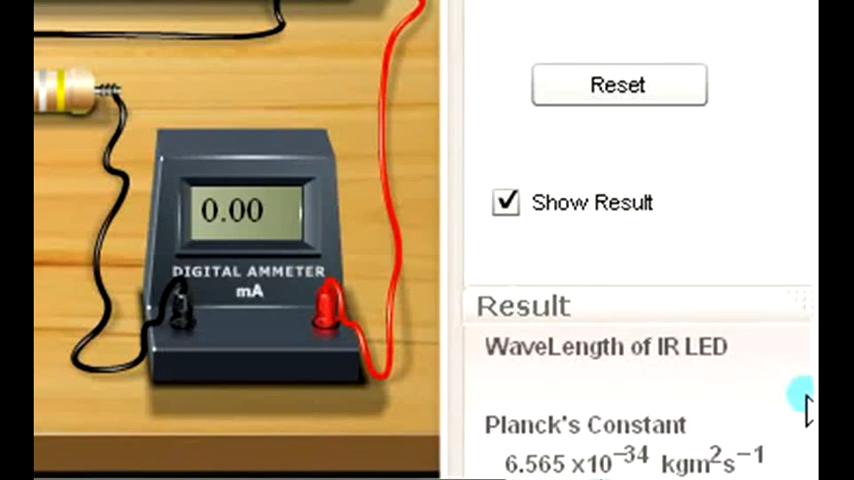 Reset
0.00
Show Result
DIGITAL AMMETER
mA
Result
WaveLength of IR LED
Planck's Constant
6.565 x10⁻³⁴ kgm²s⁻¹